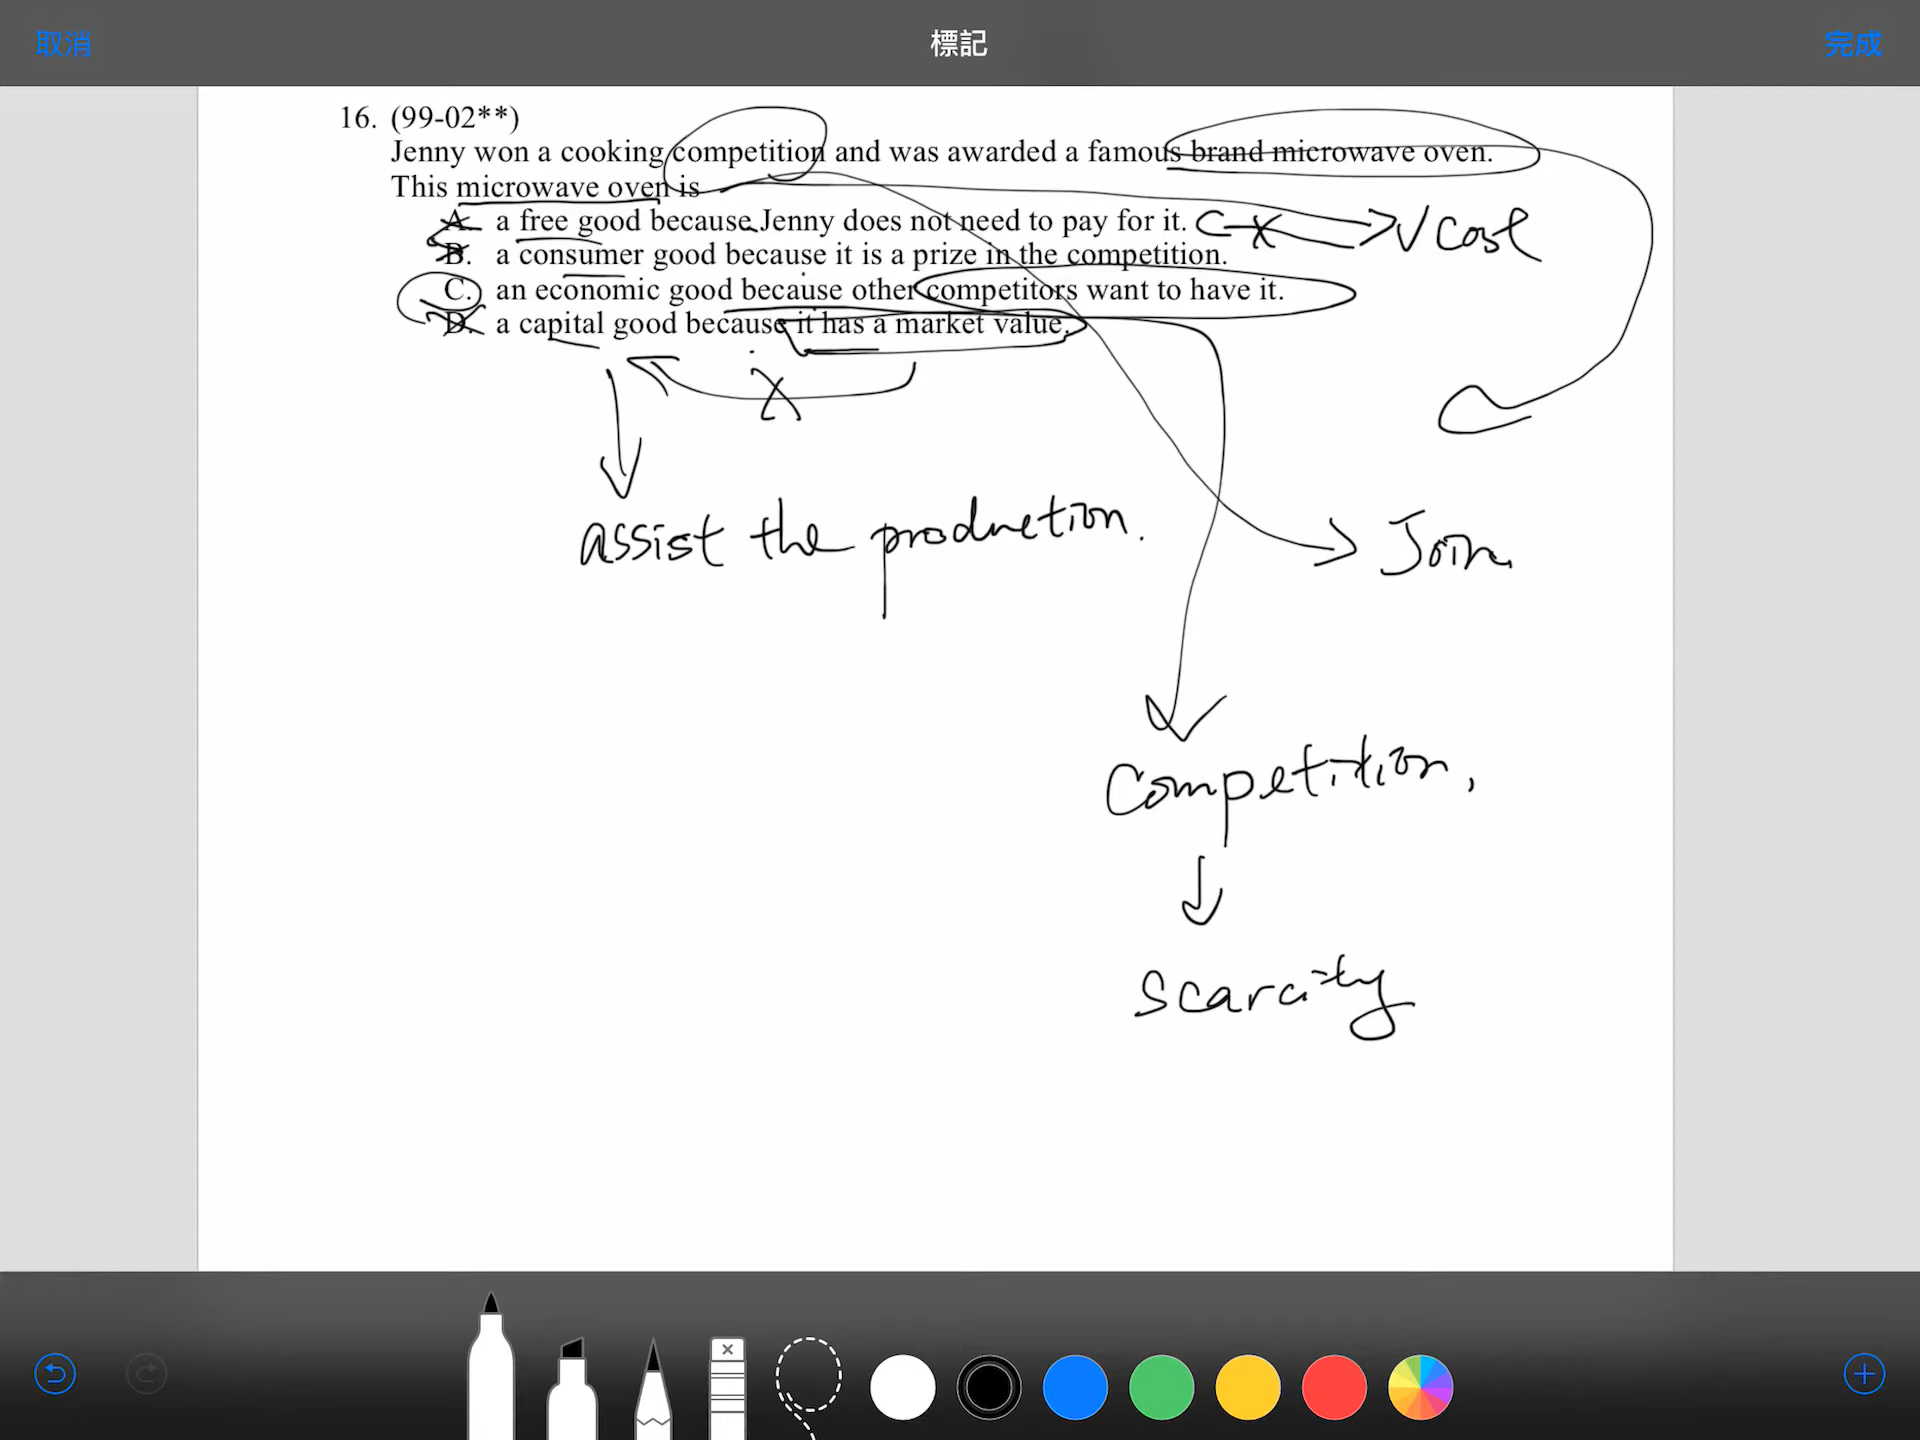 取消
標記
完成
16. (99-02**)
Jenny won a cooking competition and was awarded a famous brand microwave oven.
This microwave oven is
A. a free good because Jenny does not need to pay for it.
√ Cost
B. a consumer good because it is a prize in the competition.
C. an economic good because other competitors want to have it.
D. a capital good because it has a market value.
assist the production.
Join
Competition,
Scarcity